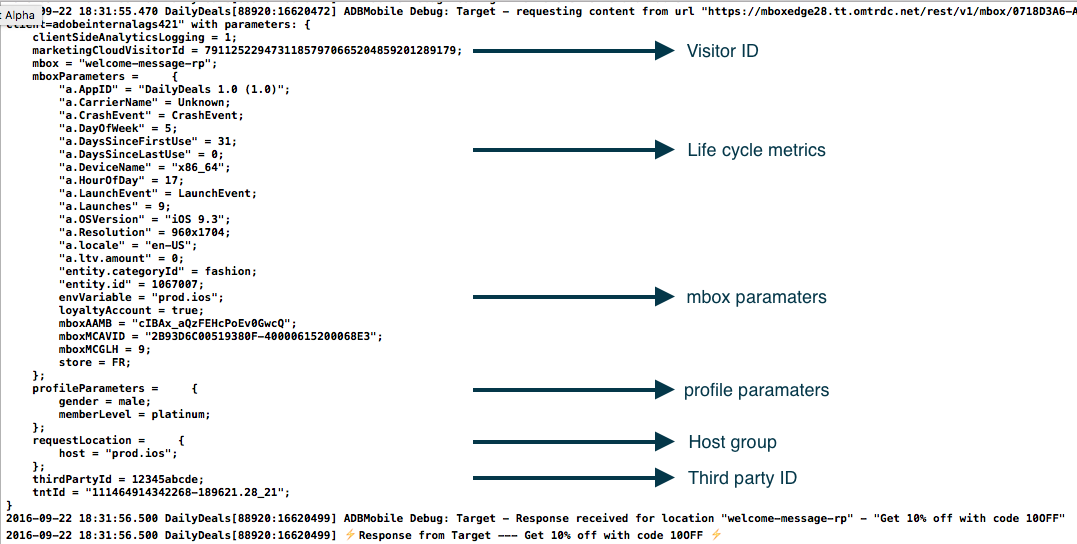 2016-09-22 18:31:55.470 DailyDeals[88920:16620472] ADBMobile Debug: Target - requesting content from url "https://mboxedge28.tt.omtrdc.net/rest/v1/mbox/0718D3A6-A
t Alpha
client=adobeinternalags421" with parameters: {
clientSideAnalyticsLogging = 1;
marketingCloudVisitorId = 79112522947311857970665204859201289179; Visitor ID
mbox = "welcome-message-rp";
mboxParameters = {
"a.AppID" = "DailyDeals 1.0 (1.0)";
"a.CarrierName" = Unknown;
"a.CrashEvent" = CrashEvent;
"a.DayOfWeek" = 5;
"a.DaysSinceFirstUse" = 31;
"a.DaysSinceLastUse" = 0; Life cycle metrics
"a.DeviceName" = "x86_64";
"a.HourOfDay" = 17;
"a.LaunchEvent" = LaunchEvent;
"a.Launches" = 9;
"a.OSVersion" = "iOS 9.3";
"a.Resolution" = 960x1704;
"a.locale" = "en-US";
"a.ltv.amount" = 0;
"entity.categoryId" = fashion;
"entity.id" = 1067007;
envVariable = "prod.ios"; mbox paramaters
loyaltyAccount = true;
mboxAAMB = "cIBAx_aQzFEHcPoEv0GwcQ";
mboxMCAVID = "2B93D6C00519380F-40000615200068E3";
mboxMCGLH = 9;
store = FR;
};
profileParameters = { profile paramaters
gender = male;
memberLevel = platinum;
};
requestLocation = { Host group
host = "prod.ios";
};
thirdPartyId = 12345abcde; Third party ID
tntId = "111464914342268-189621.28_21";
}
2016-09-22 18:31:56.500 DailyDeals[88920:16620499] ADBMobile Debug: Target - Response received for location "welcome-message-rp" - "Get 10% off with code 10OFF"
2016-09-22 18:31:56.500 DailyDeals[88920:16620499] ⚡Response from Target --- Get 10% off with code 10OFF ⚡